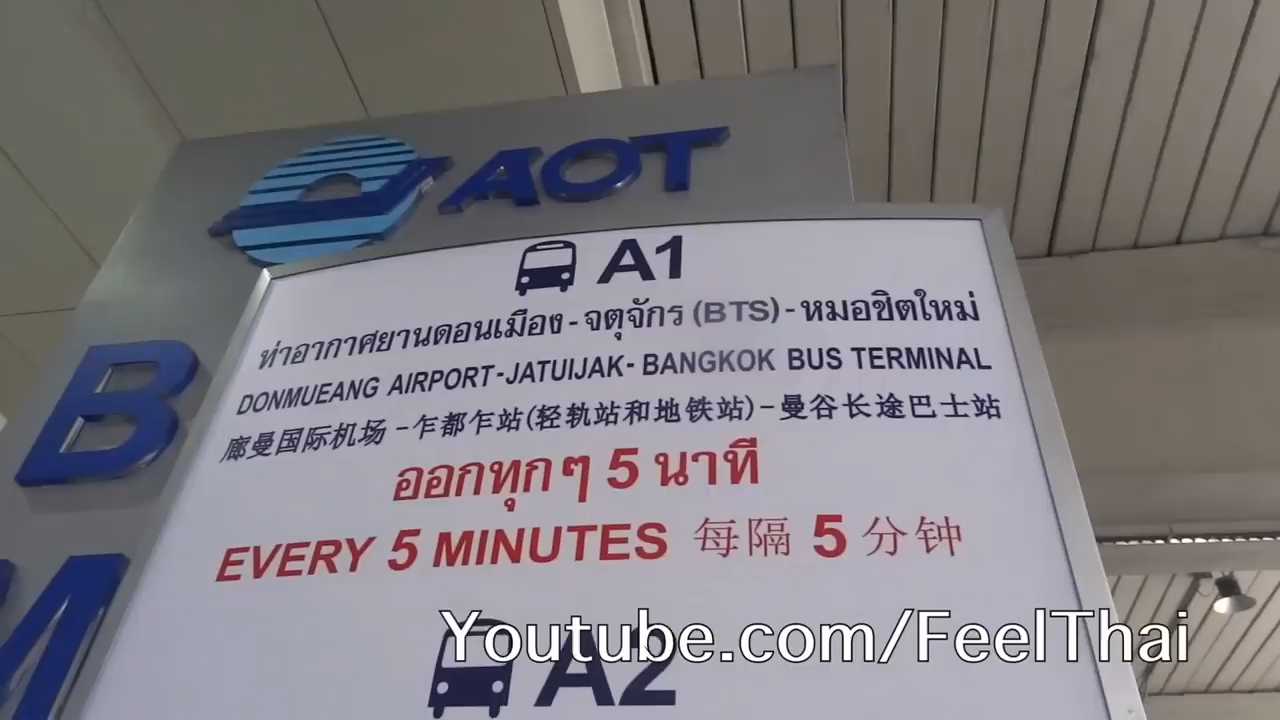 AOT
A1
ท่าอากาศยานดอนเมือง - จตุจักร (BTS) - หมอชิตใหม่
DONMUEANG AIRPORT - JATUIJAK - BANGKOK BUS TERMINAL
廊曼国际机场 - 乍都乍站(轻轨站和地铁站) - 曼谷长途巴士站
ออกทุกๆ 5 นาที
EVERY 5 MINUTES 每隔 5 分钟
A2
B
M
Youtube.com/FeelThai